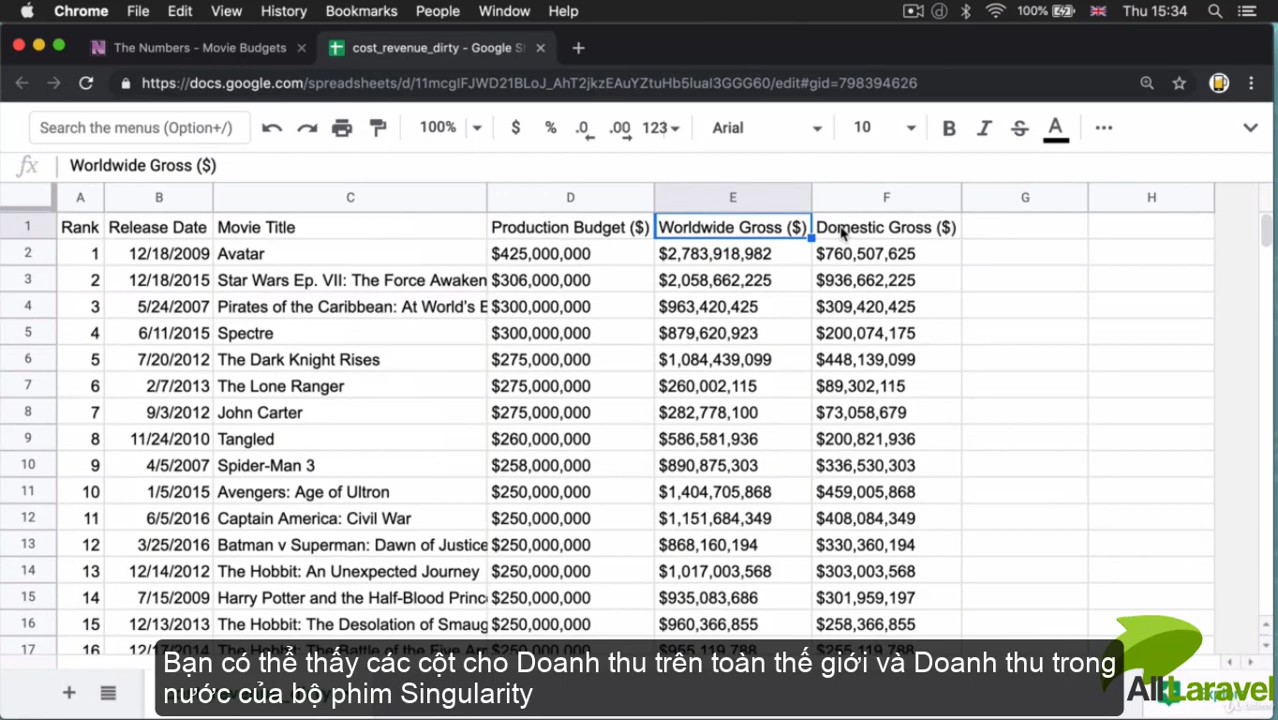 Chrome File Edit View History Bookmarks People Window Help 100% Thu 15:34
The Numbers - Movie Budgets cost_revenue_dirty - Google S
https://docs.google.com/spreadsheets/d/11mcgIFJWD21BLoJ_AhT2jkzEAuYZtuHb5luaI3GGG60/edit#gid=798394626
Search the menus (Option+/) 100% $ % .0 .00 123 Arial 10 B I S A
fx Worldwide Gross ($)
A B C D E F G H
1 Rank Release Date Movie Title Production Budget ($) Worldwide Gross ($) Domestic Gross ($)
2 1 12/18/2009 Avatar $425,000,000 $2,783,918,982 $760,507,625
3 2 12/18/2015 Star Wars Ep. VII: The Force Awaken $306,000,000 $2,058,662,225 $936,662,225
4 3 5/24/2007 Pirates of the Caribbean: At World's E $300,000,000 $963,420,425 $309,420,425
5 4 6/11/2015 Spectre $300,000,000 $879,620,923 $200,074,175
6 5 7/20/2012 The Dark Knight Rises $275,000,000 $1,084,439,099 $448,139,099
7 6 2/7/2013 The Lone Ranger $275,000,000 $260,002,115 $89,302,115
8 7 9/3/2012 John Carter $275,000,000 $282,778,100 $73,058,679
9 8 11/24/2010 Tangled $260,000,000 $586,581,936 $200,821,936
10 9 4/5/2007 Spider-Man 3 $258,000,000 $890,875,303 $336,530,303
11 10 1/5/2015 Avengers: Age of Ultron $250,000,000 $1,404,705,868 $459,005,868
12 11 6/5/2016 Captain America: Civil War $250,000,000 $1,151,684,349 $408,084,349
13 12 3/25/2016 Batman v Superman: Dawn of Justice $250,000,000 $868,160,194 $330,360,194
14 13 12/14/2012 The Hobbit: An Unexpected Journey $250,000,000 $1,017,003,568 $303,003,568
15 14 7/15/2009 Harry Potter and the Half-Blood Princ $250,000,000 $935,083,686 $301,959,197
16 15 12/13/2013 The Hobbit: The Desolation of Smaug $250,000,000 $960,366,855 $258,366,855
17 16 The Hobbit: The Battle of the Five
Bạn có thể thấy các cột cho Doanh thu trên toàn thế giới và Doanh thu trong
nước của bộ phim Singularity
AllLaravel